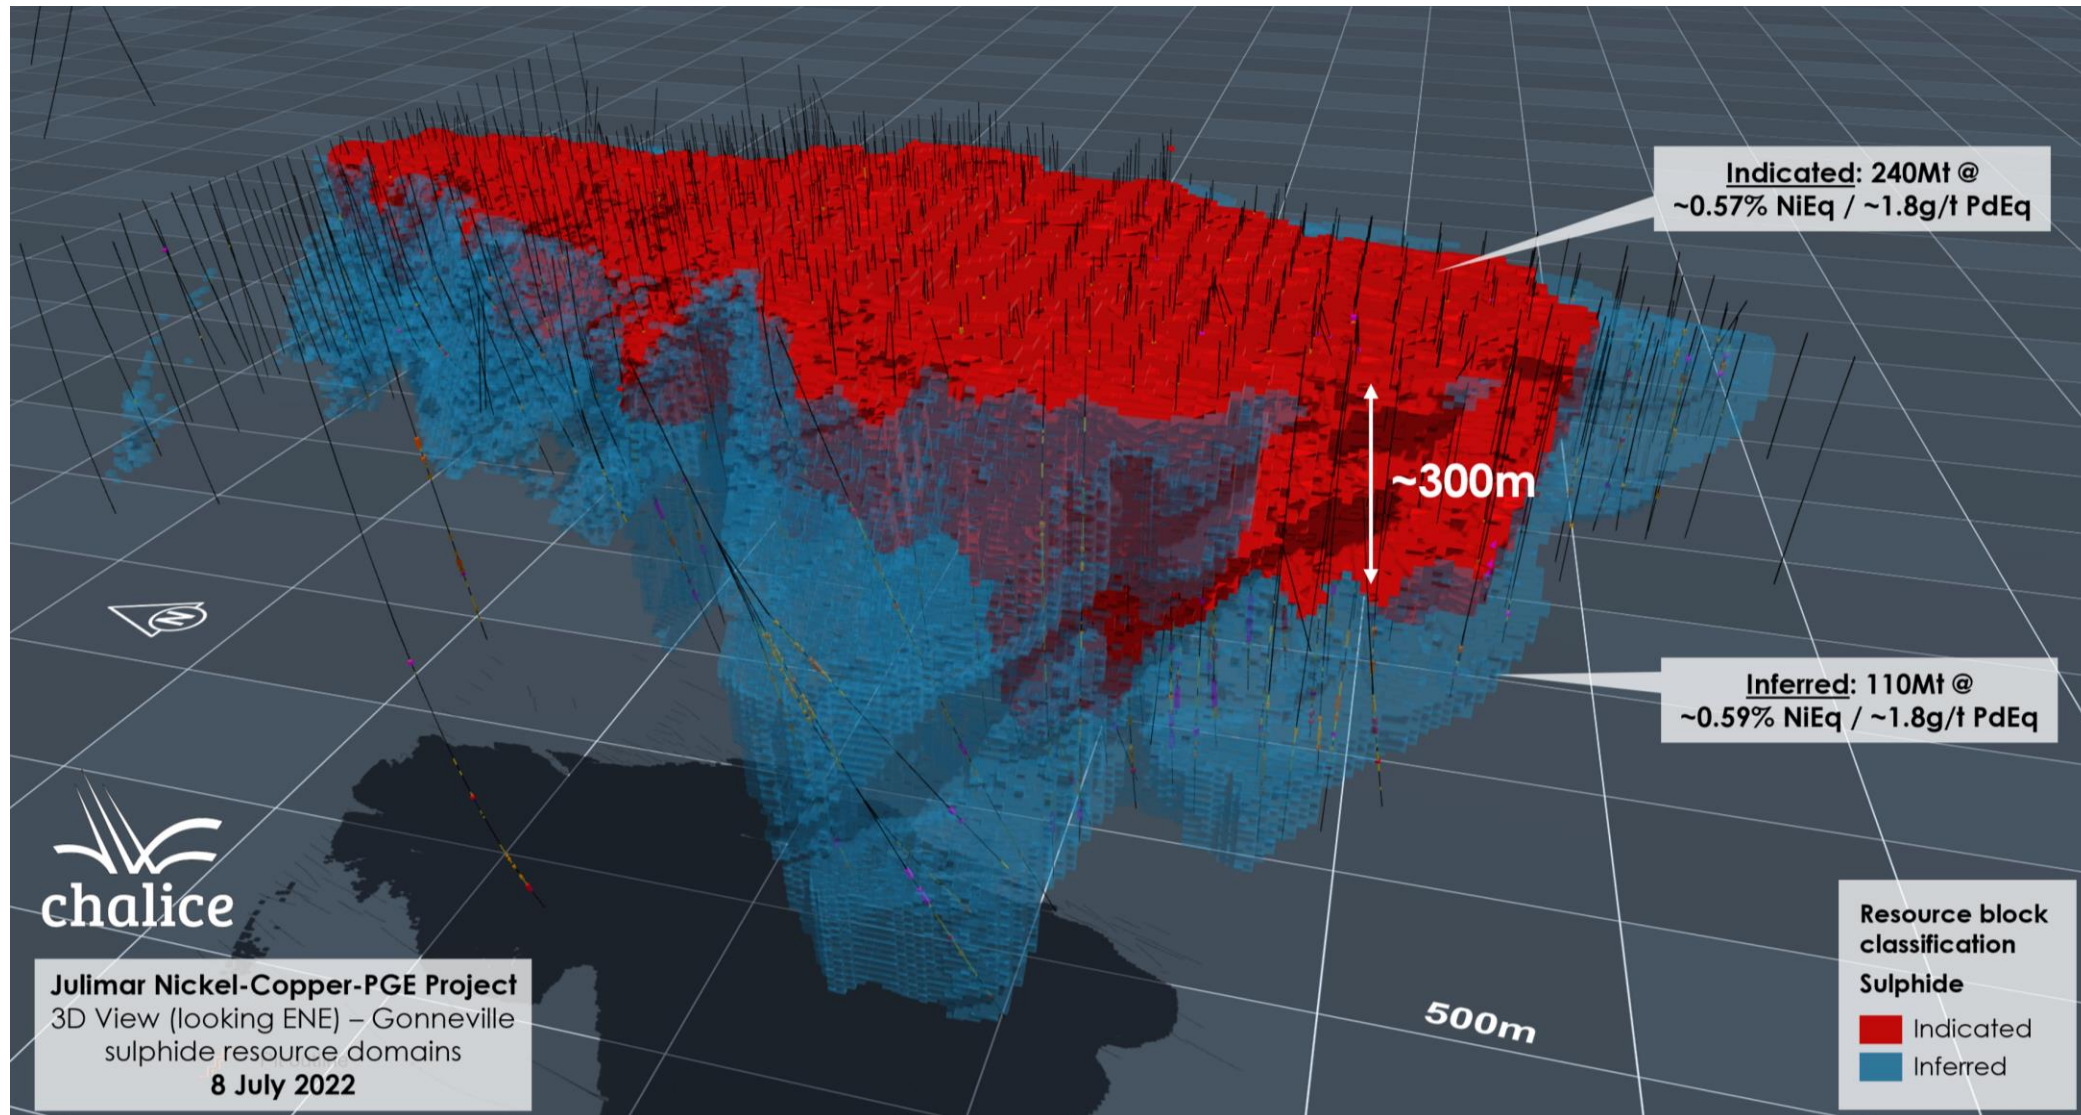 Indicated: 240Mt @
~0.57% NiEq / ~1.8g/t PdEq
~300m
Inferred: 110Mt @
~0.59% NiEq / ~1.8g/t PdEq
N
chalice
Julimar Nickel-Copper-PGE Project
3D View (looking ENE) – Gonneville
sulphide resource domains
8 July 2022
500m
Resource block
classification
Sulphide
Indicated
Inferred